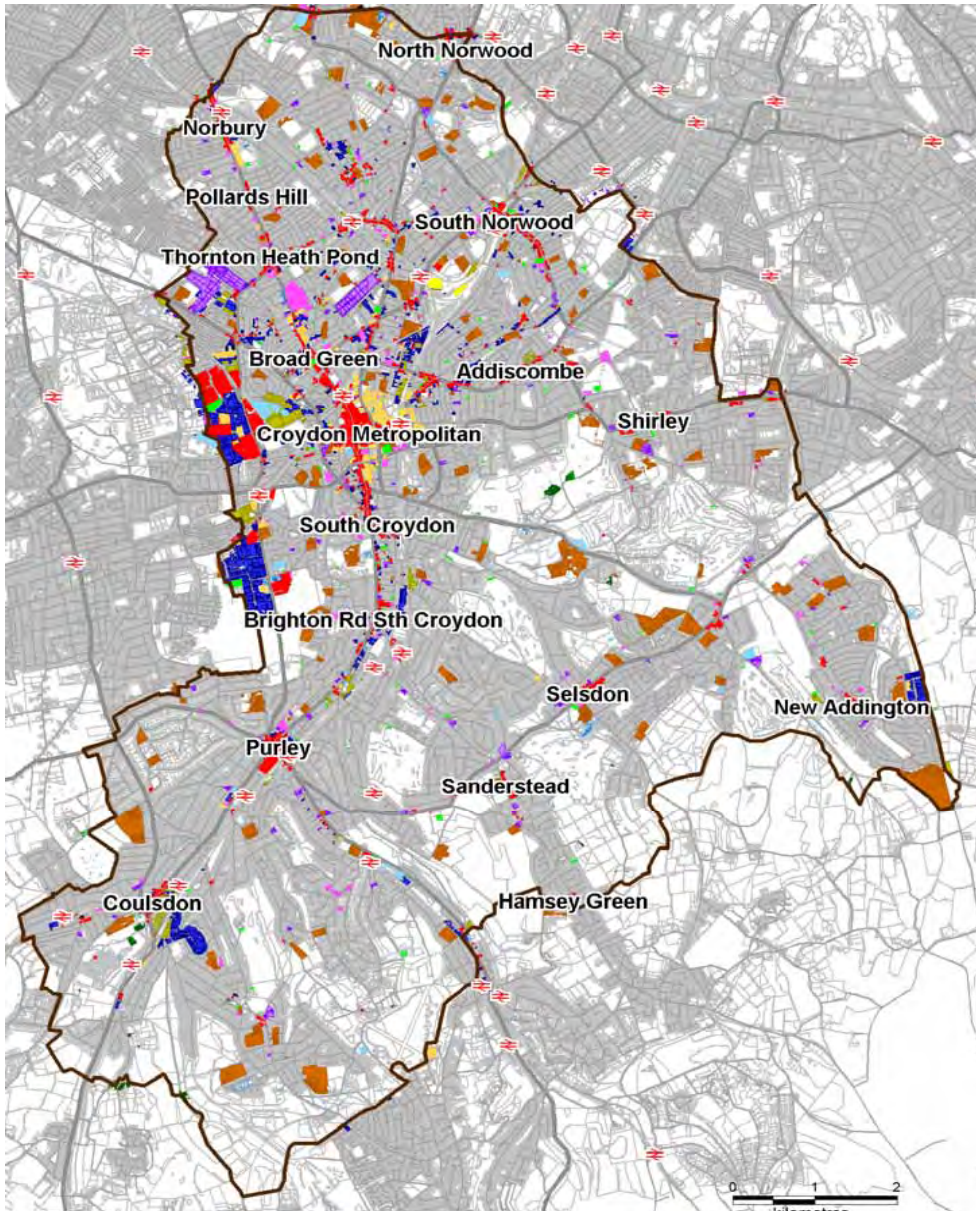 North Norwood
Norbury
Pollards Hill
South Norwood
Thornton Heath Pond
Broad Green
Addiscombe
Shirley
Croydon Metropolitan
South Croydon
Brighton Rd Sth Croydon
Selsdon
New Addington
Purley
Sanderstead
Coulsdon
Hamsey Green
0 1 2
kilometres